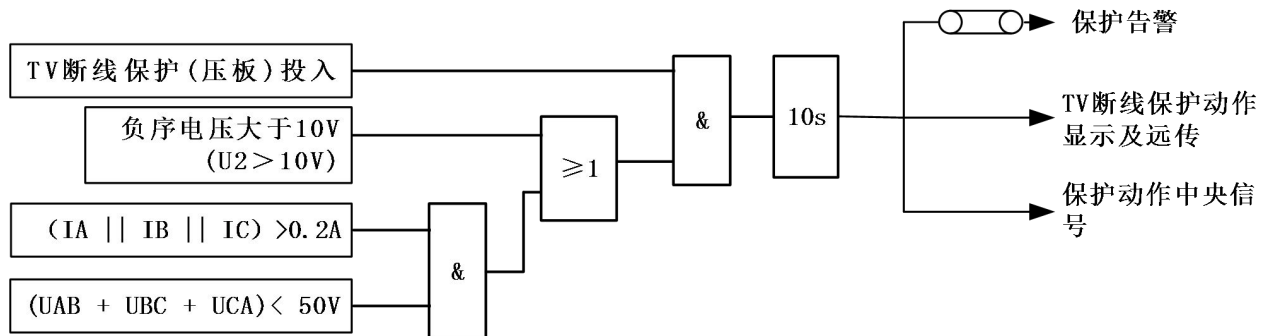 保护告警
TV断线保护(压板)投入
负序电压大于10V
(U2＞10V)
&
10s
TV断线保护动作
显示及远传
≥1
(IA || IB || IC) >0.2A
保护动作中央信
号
&
(UAB + UBC + UCA)< 50V